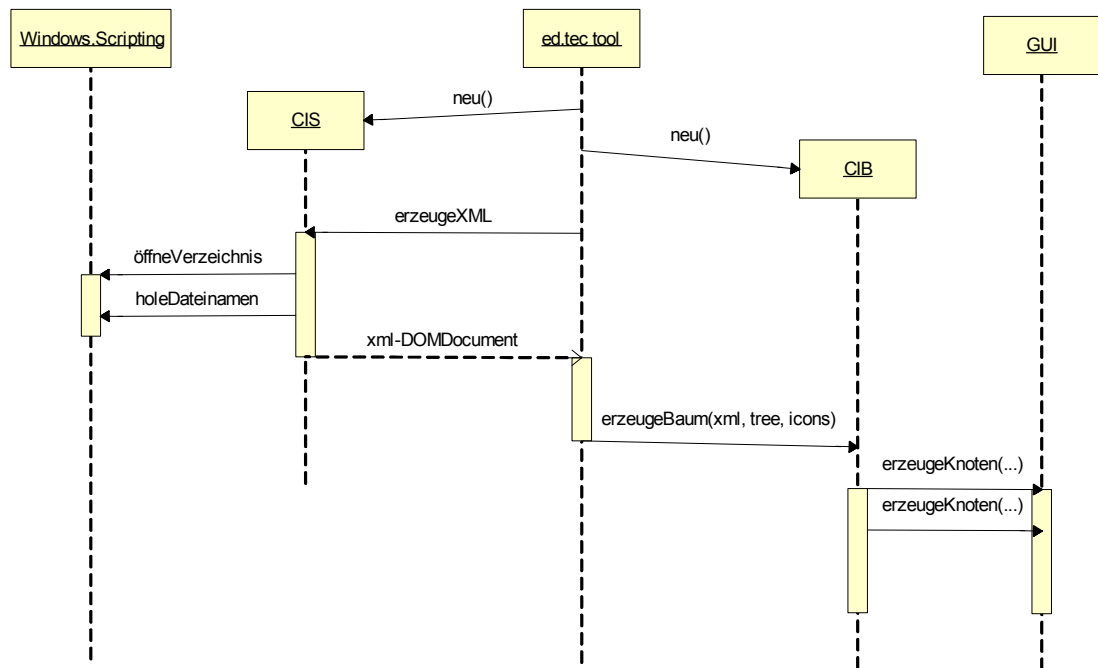 Windows.Scripting
ed.tec tool
GUI
neu()
CIS
neu()
CIB
erzeugeXML
öffneVerzeichnis
holeDateinamen
xml-DOMDocument
erzeugeBaum(xml, tree, icons)
erzeugeKnoten(...)
erzeugeKnoten(...)